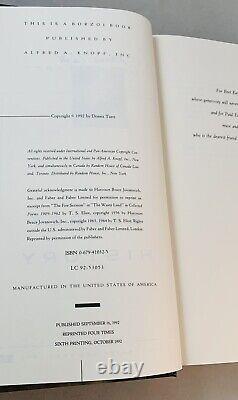 THIS IS A BORZOI BOOK
PUBLISHED BY
ALFRED A. KNOPF, INC
Copyright © 1992 by Donna Tartt
All rights reserved under International and Pan-American Copyright Con-
ventions. Published in the United States by Alfred A. Knopf, Inc., New
York, and simultaneously in Canada by Random House of Canada Lim-
ited, Toronto. Distributed by Random House, Inc., New York.
Grateful acknowledgment is made to Harcourt Brace Jovanovich,
Inc. and Faber and Faber Limited for permission to reprint an
excerpt from "The Fire Sermon" in "The Waste Land" in Collected
Poems 1909-1962 by T. S. Eliot, copyright 1936 by Harcourt
Brace Jovanovich, Inc., copyright 1963, 1964 by T. S. Eliot. Rights
outside the U.S. administered by Faber and Faber Limited, London.
Reprinted by permission of the publishers.
ISBN 0-679-41032-5
LC 92-53053
MANUFACTURED IN THE UNITED STATES OF AMERICA
PUBLISHED SEPTEMBER 16, 1992
REPRINTED FOUR TIMES
SIXTH PRINTING, OCTOBER 1992
For Bret Ea
whose generosity will never
and for Paul E
muse and
who is the dearest friend